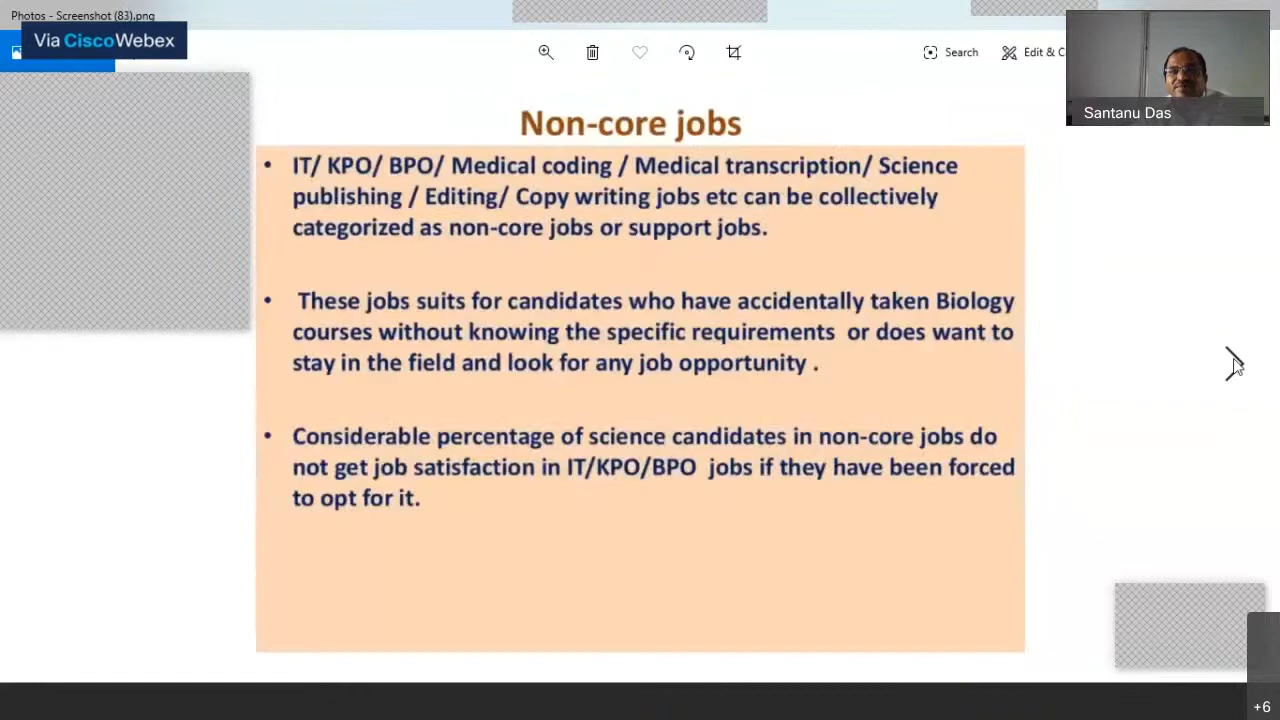 Photos - Screenshot (83).png
Via CiscoWebex
Search
Edit & C
Santanu Das
Non-core jobs
• IT/ KPO/ BPO/ Medical coding / Medical transcription/ Science
publishing / Editing/ Copy writing jobs etc can be collectively
categorized as non-core jobs or support jobs.
• These jobs suits for candidates who have accidentally taken Biology
courses without knowing the specific requirements or does want to
stay in the field and look for any job opportunity .
• Considerable percentage of science candidates in non-core jobs do
not get job satisfaction in IT/KPO/BPO jobs if they have been forced
to opt for it.
+6